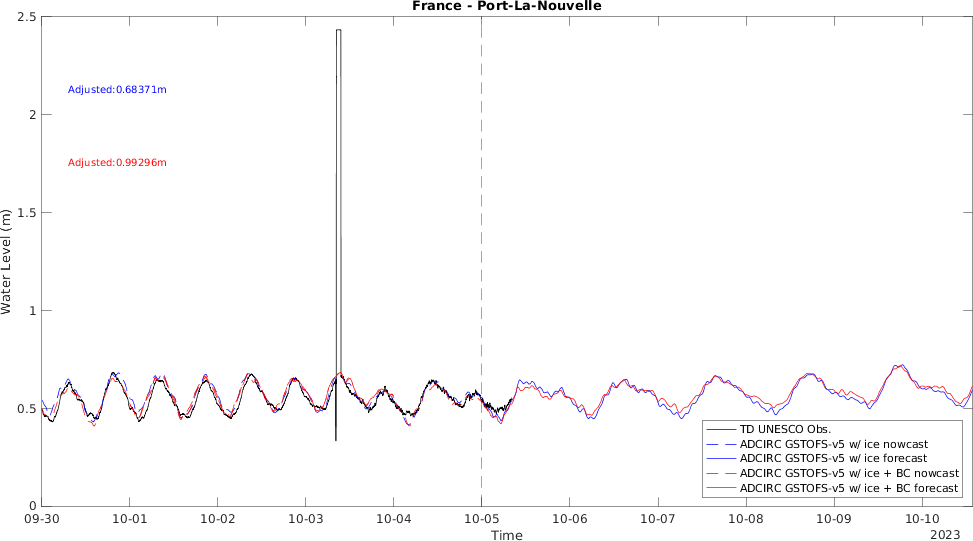 France - Port-La-Nouvelle
2.5
2
1.5
1
0.5
0
Water Level (m)
Adjusted:0.68371m
Adjusted:0.99296m
TD UNESCO Obs.
ADCIRC GSTOFS-v5 w/ ice nowcast
ADCIRC GSTOFS-v5 w/ ice forecast
ADCIRC GSTOFS-v5 w/ ice + BC nowcast
ADCIRC GSTOFS-v5 w/ ice + BC forecast
09-30 10-01 10-02 10-03 10-04 10-05 10-06 10-07 10-08 10-09 10-10
Time
2023